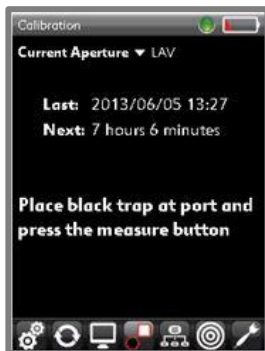 Calibration
Current Aperture ▼ LAV
Last: 2013/06/05 13:27
Next: 7 hours 6 minutes
Place black trap at port and
press the measure button